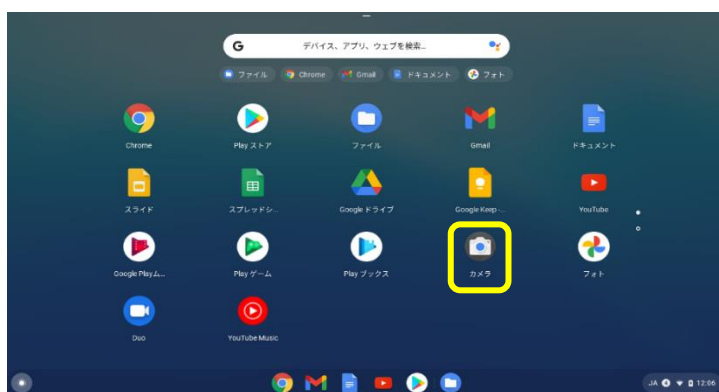 デバイス、アプリ、ウェブを検索...
ファイル Chrome Gmail ドキュメント フォト
Chrome Play ストア ファイル Gmail ドキュメント
スライド スプレッドシ... Google ドライブ Google Keep -... YouTube
Google Play ム... Play ゲーム Play ブックス カメラ フォト
Duo YouTube Music
JA 4 12:06